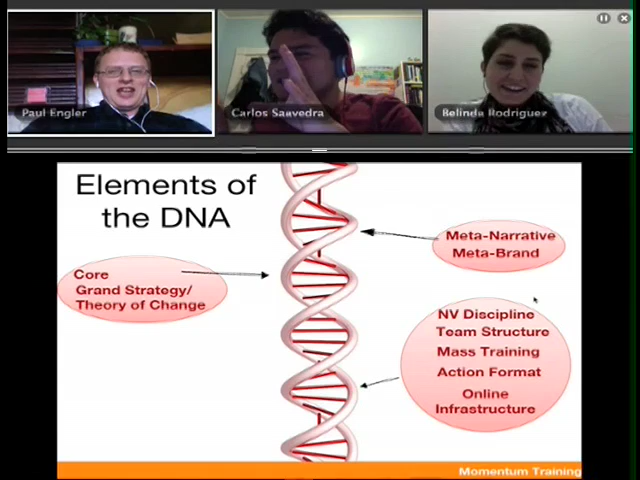 Paul Engler
Carlos Saavedra
Belinda Rodriguez
Elements of
the DNA
Meta-Narrative
Meta-Brand
Core
Grand Strategy/
Theory of Change
NV Discipline
Team Structure
Mass Training
Action Format
Online
Infrastructure
Momentum Training